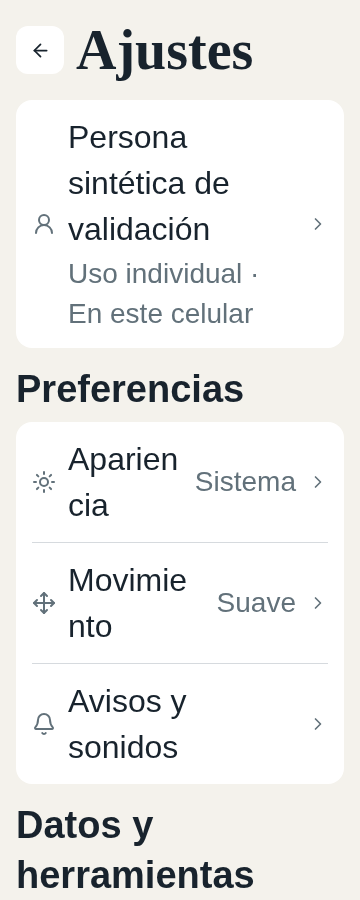 Ajustes
Persona
sintética de
validación
Uso individual ·
En este celular
Preferencias
Aparien
cia
Sistema
Movimie
nto
Suave
Avisos y
sonidos
Datos y
herramientas